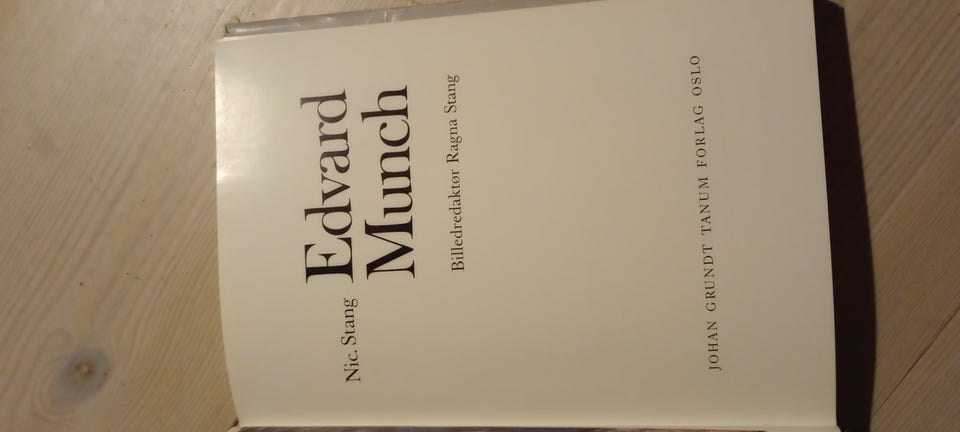 Nic. Stang
Edvard
Munch
Billedredaktør Ragna Stang
JOHAN GRUNDT TANUM FORLAG OSLO